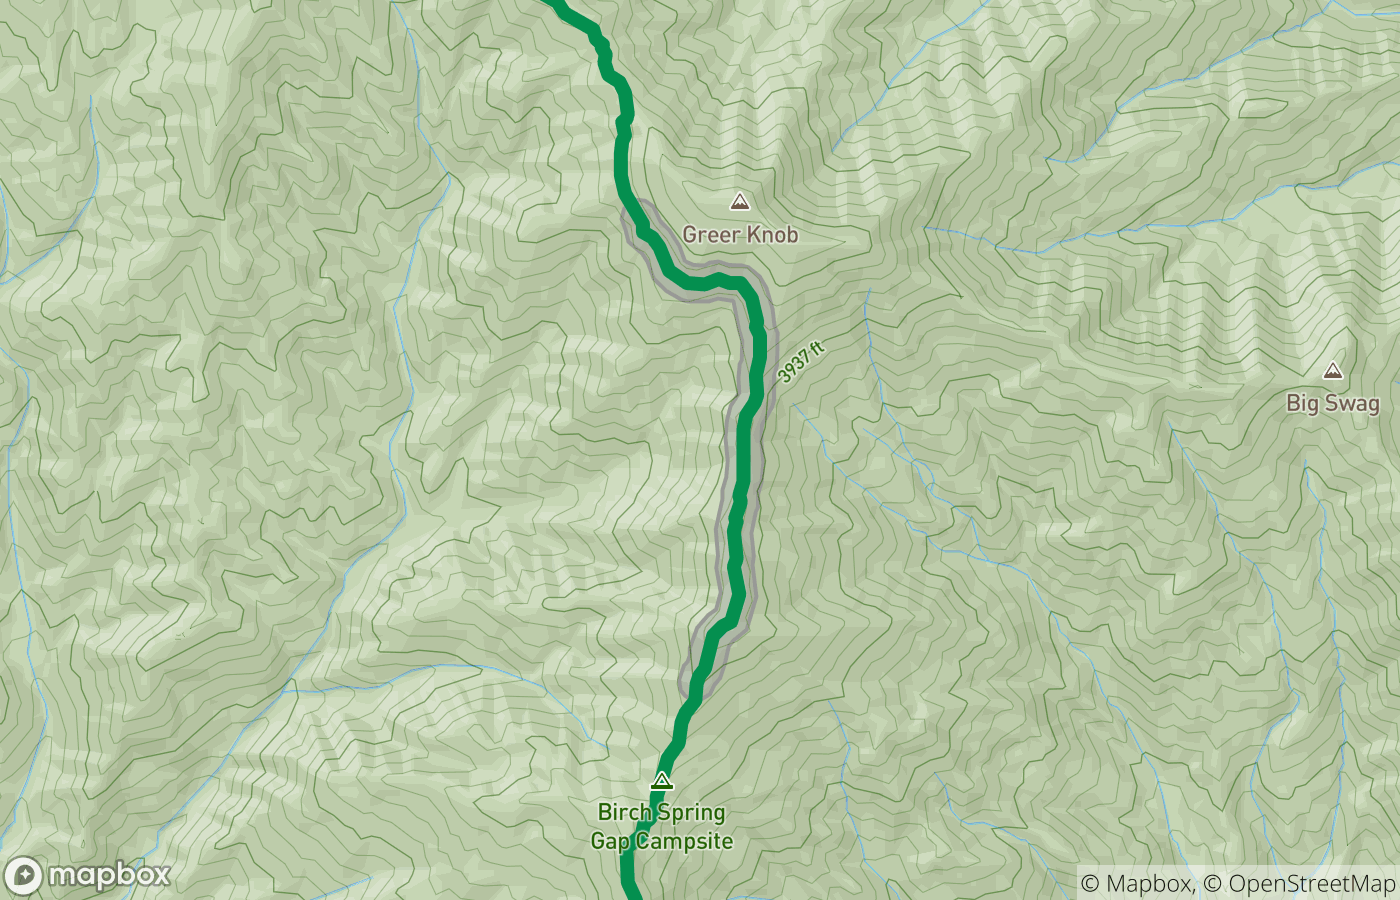 Greer Knob
3937 ft
Big Swag
Birch Spring
Gap Campsite
mapbox
© Mapbox, © OpenStreetMap